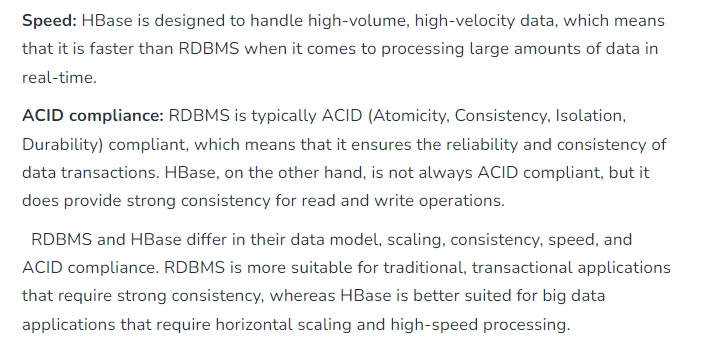 Speed: HBase is designed to handle high-volume, high-velocity data, which means
that it is faster than RDBMS when it comes to processing large amounts of data in
real-time.
ACID compliance: RDBMS is typically ACID (Atomicity, Consistency, Isolation,
Durability) compliant, which means that it ensures the reliability and consistency of
data transactions. HBase, on the other hand, is not always ACID compliant, but it
does provide strong consistency for read and write operations.
RDBMS and HBase differ in their data model, scaling, consistency, speed, and
ACID compliance. RDBMS is more suitable for traditional, transactional applications
that require strong consistency, whereas HBase is better suited for big data
applications that require horizontal scaling and high-speed processing.